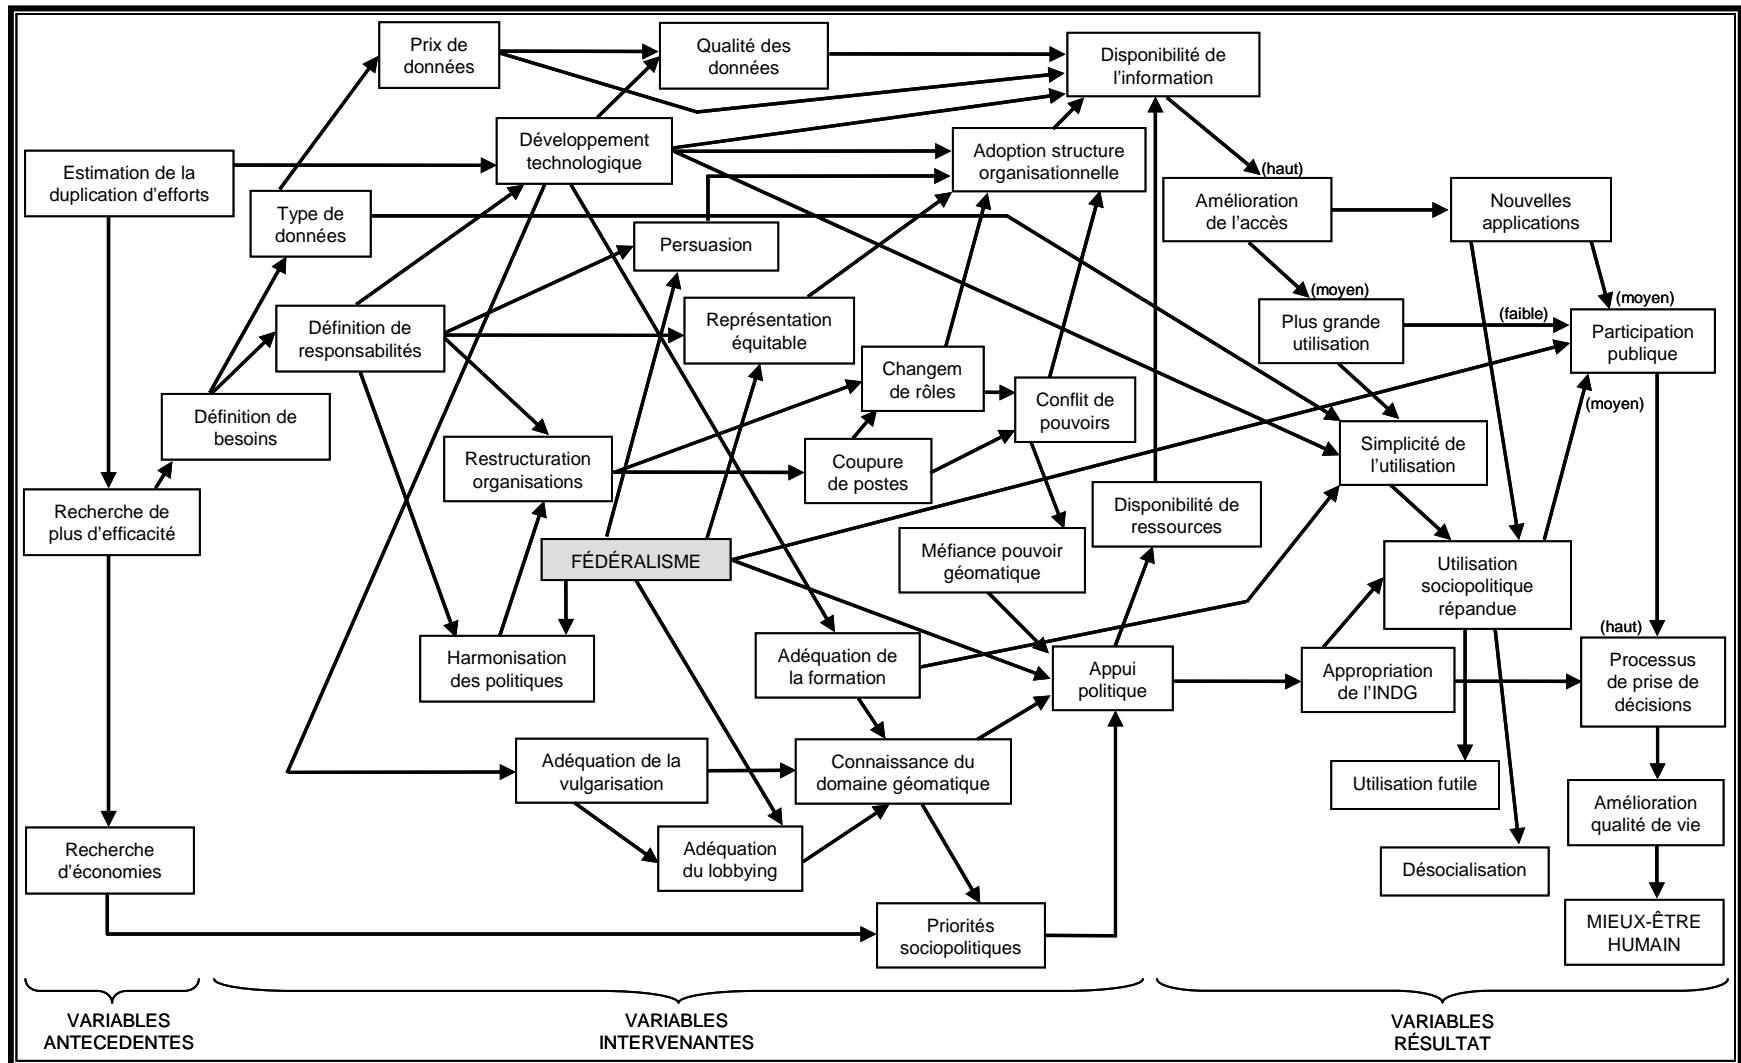 Prix de
données
Qualité des
données
Disponibilité de
l'information
Développement
technologique
Adoption structure
organisationnelle
Estimation de la
duplication d'efforts
(haut)
Type de
données
Amélioration
de l'accès
Nouvelles
applications
Persuasion
(moyen)
(moyen)
Définition de
responsabilités
Représentation
équitable
Plus grande
utilisation
(faible)
Participation
publique
Changem
de rôles
Définition de
besoins
Conflit de
pouvoirs
(moyen)
Restructuration
organisations
Coupure
de postes
Simplicité de
l'utilisation
Recherche de
plus d'efficacité
Disponibilité de
ressources
FÉDÉRALISME
Méfiance pouvoir
géomatique
Utilisation
sociopolitique
répandue
(haut)
Harmonisation
des politiques
Adéquation de
la formation
Appui
politique
Appropriation
de l'INDG
Processus
de prise de
décisions
Adéquation de la
vulgarisation
Connaissance du
domaine géomatique
Utilisation futile
Amélioration
qualité de vie
Recherche
d'économies
Adéquation
du lobbying
Désocialisation
Priorités
sociopolitiques
MIEUX-ÊTRE
HUMAIN
VARIABLES
ANTECEDENTES
VARIABLES
INTERVENANTES
VARIABLES
RÉSULTAT